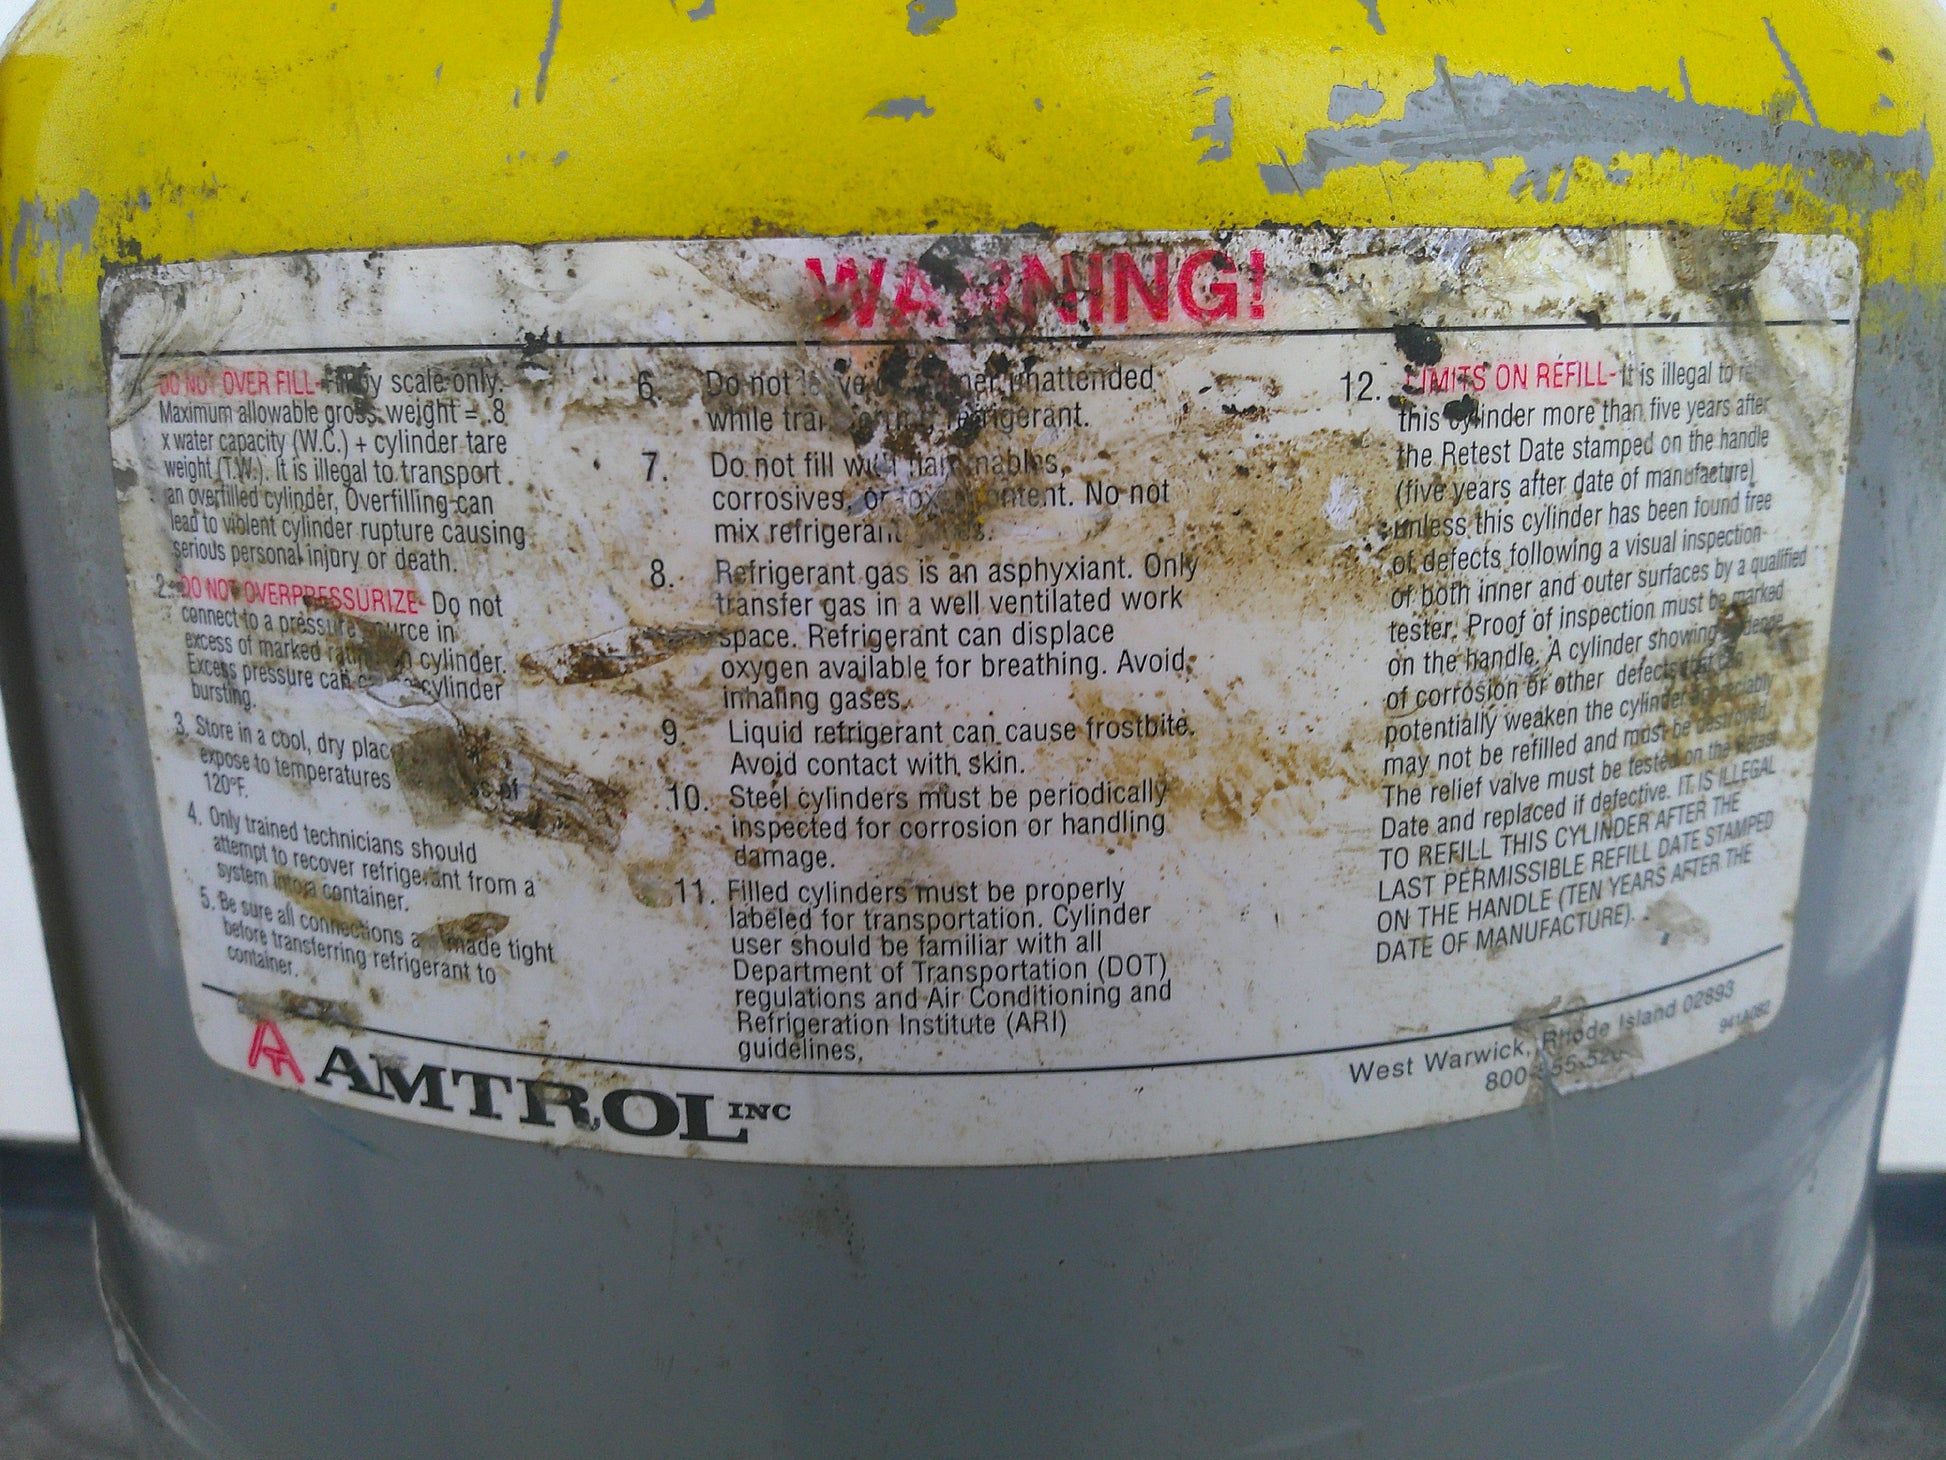 WARNING!
DO NOT OVER FILL- Fill by scale only.
Maximum allowable gross weight = .8
x water capacity (W.C.) + cylinder tare
weight (T.W.). It is illegal to transport
an overfilled cylinder, Overfilling can
lead to violent cylinder rupture causing
serious personal injury or death.
2. DO NOT OVERPRESSURIZE- Do not
connect to a pressure source in
excess of marked rating on cylinder.
Excess pressure can cylinder
bursting.
3. Store in a cool, dry
expose to temperatures ss of
120°F.
4. Only trained technicians should
attempt to recover refrigerant from a
system into a container.
5. Be sure all connections made tight
before transferring refrigerant to
container.
6. Do not unattended
while refrigerant.
7. Do not fill with
corrosives, or No not
mix refrigerant
8. Refrigerant gas is an asphyxiant. Only
transfer gas in a well ventilated work
space. Refrigerant can displace
oxygen available for breathing. Avoid
inhaling gases.
9. Liquid refrigerant can cause frostbite.
Avoid contact with skin.
10. Steel cylinders must be periodically
inspected for corrosion or handling
damage.
11. Filled cylinders must be properly
labeled for transportation. Cylinder
user should be familiar with all
Department of Transportation (DOT)
regulations and Air Conditioning and
Refrigeration Institute (ARI)
guidelines,
12. LIMITS ON REFILL- It is illegal to
this cylinder more than five years after
the Retest Date stamped on the handle
(five years after date of manufacture)
unless this cylinder has been found free
of defects following a visual inspection
of both inner and outer surfaces by a qualified
tester. Proof of inspection must be marked
on the handle. A cylinder showing
of corrosion or other defects
potentially weaken the cylinder
may not be refilled and must be destroyed.
The relief valve must be tested on the Retest
Date and replaced if defective. IT IS ILLEGAL
TO REFILL THIS CYLINDER AFTER THE
LAST PERMISSIBLE REFILL DATE STAMPED
ON THE HANDLE (TEN YEARS AFTER THE
DATE OF MANUFACTURE).
AMTROL INC
West Warwick, Rhode Island 02893
800